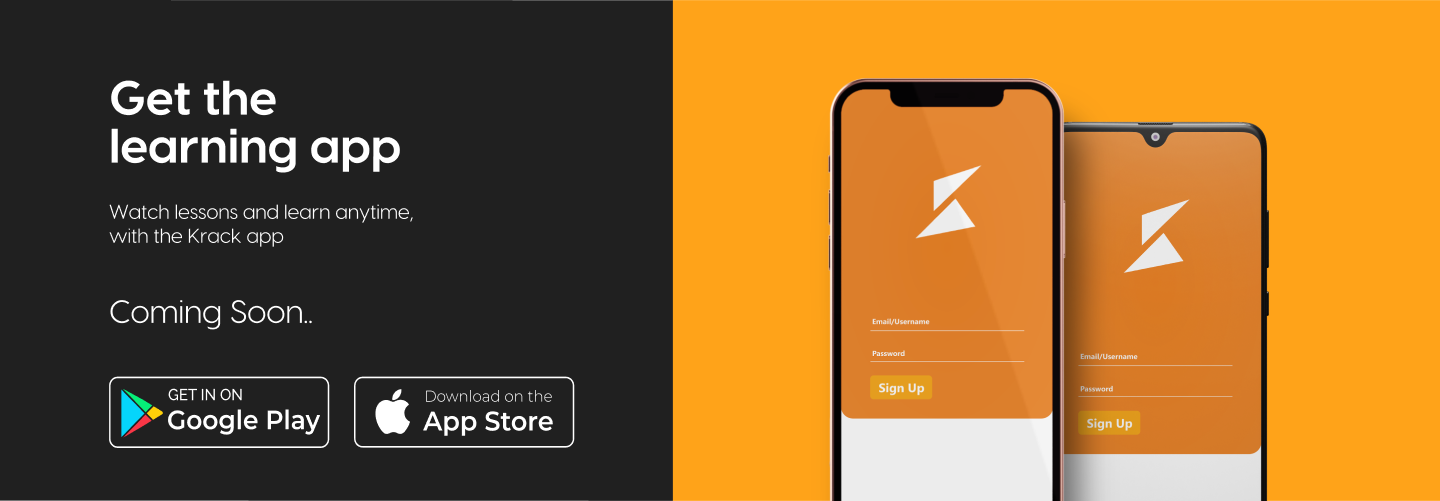 Get the
learning app
Watch lessons and learn anytime,
with the Krack app
Coming Soon..
GET IN ON
Google Play
Download on the
App Store
Email/Username
Password
Sign Up
Email/Username
Password
Sign Up